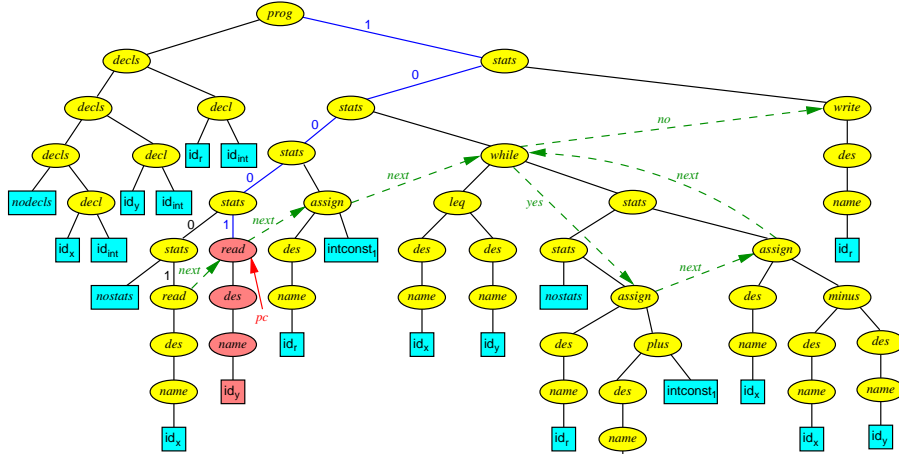 prog
1
decls stats
0
decls decl stats write
no
0
decls decl id_r id_int stats while des
next next
0
nodecls decl id_y id_int stats assign leq yes stats name
0 1 next
id_x id_int stats read des intconst_1 des des stats assign id_r
next 1 next
nostats read des pc name name name nostats assign des minus
des name id_r id_x id_y des plus name des des
name id_y name des intconst_1 id_x name name
id_x id_r name id_x id_y